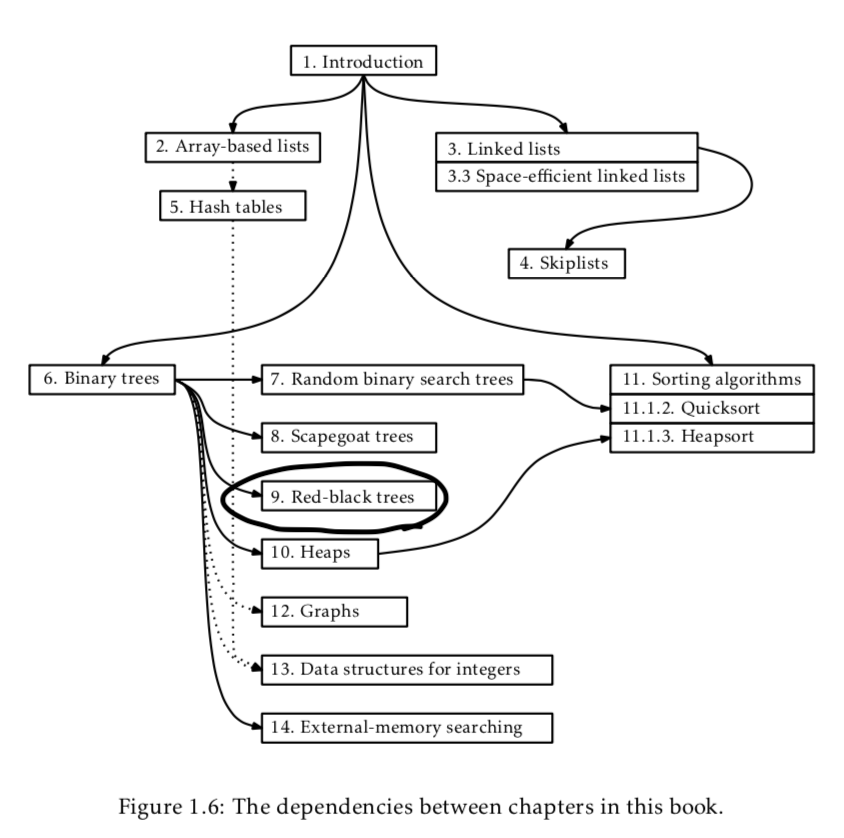 1. Introduction
2. Array-based lists
3. Linked lists
3.3 Space-efficient linked lists
5. Hash tables
4. Skiplists
6. Binary trees
7. Random binary search trees
11. Sorting algorithms
11.1.2. Quicksort
8. Scapegoat trees
11.1.3. Heapsort
9. Red-black trees
10. Heaps
12. Graphs
13. Data structures for integers
14. External-memory searching
Figure 1.6: The dependencies between chapters in this book.